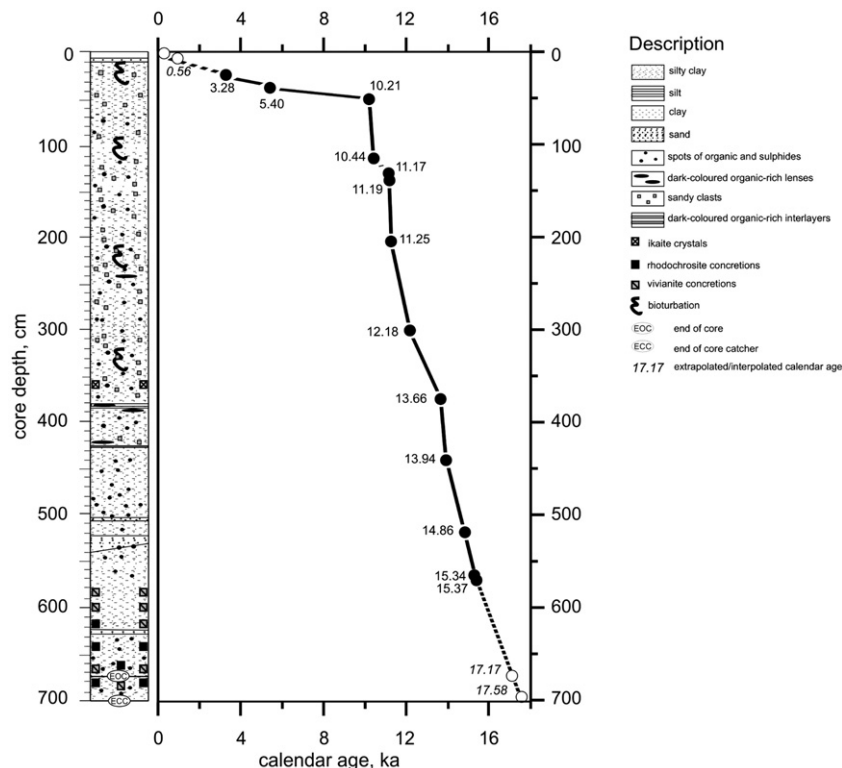 0 4 8 12 16
0 0
0.56
3.28
5.40
10.21
100 100
10.44
11.17
11.19
200 200
11.25
300 300
12.18
13.66
400 400
13.94
500 500
14.86
15.34
15.37
600 600
17.17
17.58
700 700
0 4 8 12 16
core depth, cm
calendar age, ka
EOC
ECC
Description
silty clay
silt
clay
sand
spots of organic and sulphides
dark-coloured organic-rich lenses
sandy clasts
dark-coloured organic-rich interlayers
ikaite crystals
rhodochrosite concretions
vivianite concretions
bioturbation
EOC end of core
ECC end of core catcher
17.17 extrapolated/interpolated calendar age